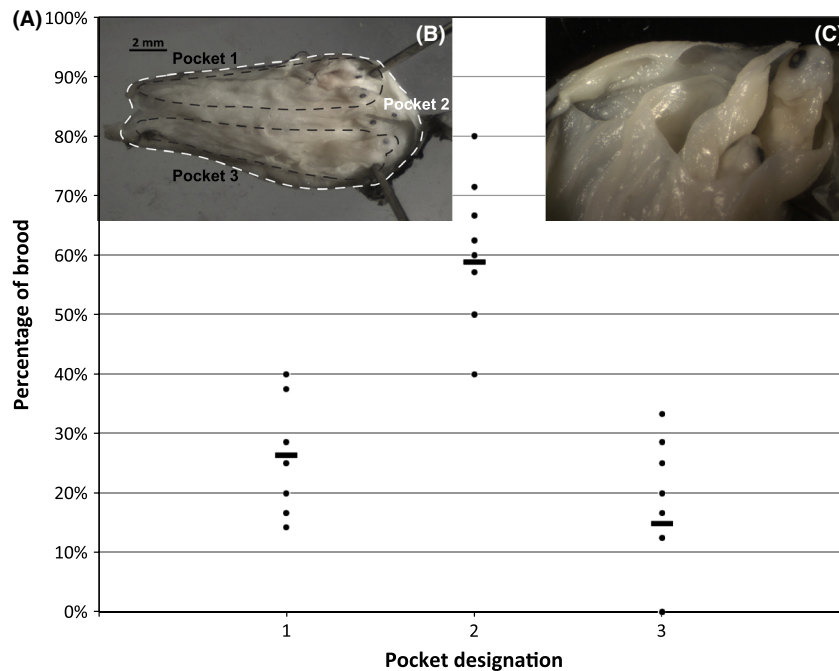 (A)
100%
90%
80%
70%
60%
50%
40%
30%
20%
10%
0%
Percentage of brood
1
2
3
Pocket designation
(B)
2 mm
Pocket 1
Pocket 2
Pocket 3
(C)